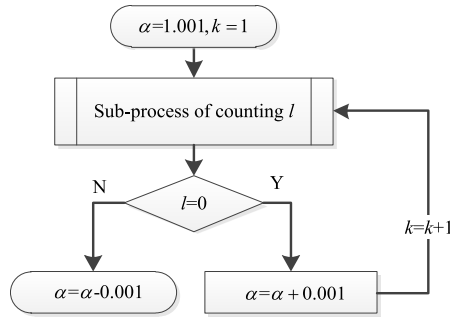 α=1.001, k = 1
Sub-process of counting l
N
l=0
Y
k=k+1
α=α-0.001
α=α + 0.001